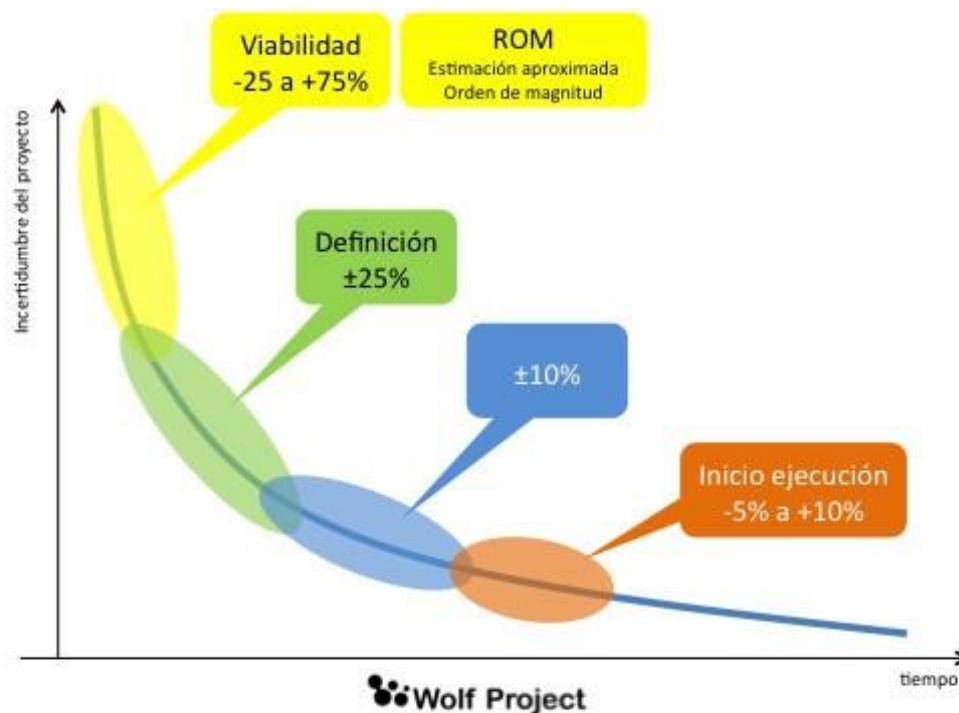 Viabilidad
-25 a +75%
ROM
Estimación aproximada
Orden de magnitud
Incertidumbre del proyecto
Definición
±25%
±10%
Inicio ejecución
-5% a +10%
tiempo
Wolf Project